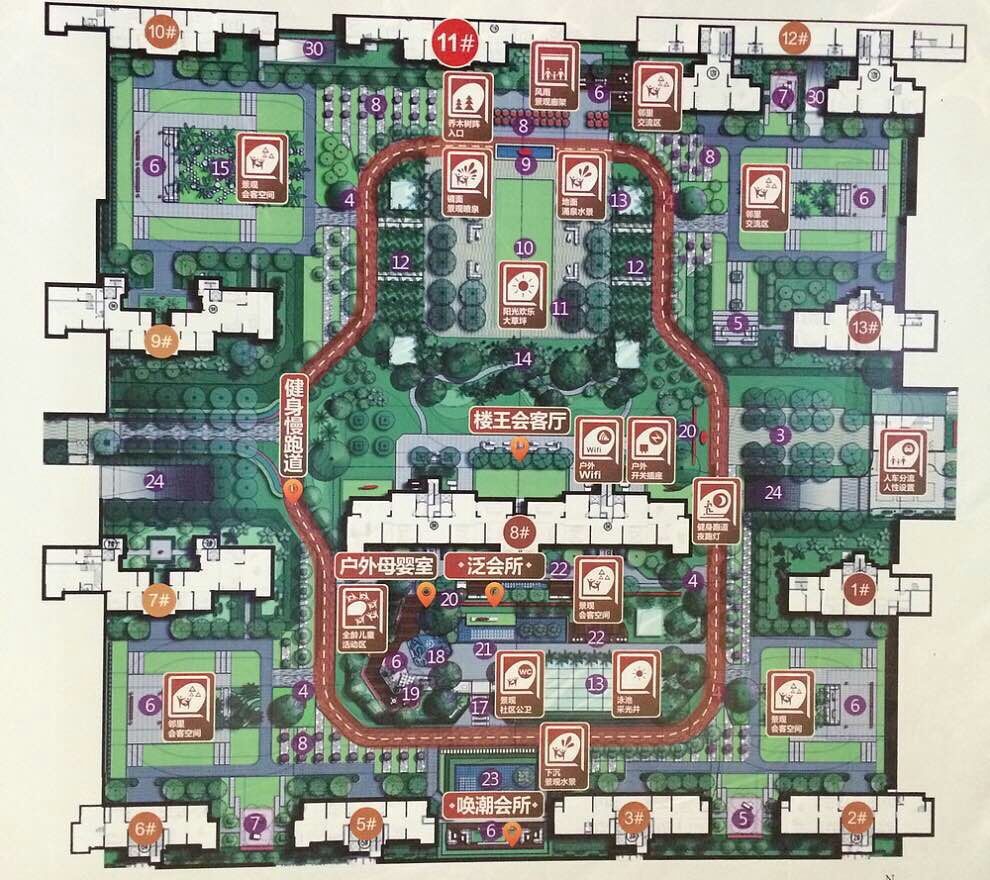 10#
30
11#
12#
风雨
景观廊架
6
邻里
交流区
7
30
8
乔木树阵
入口
8
8
6
15
景观
会客空间
镜面
景观喷泉
9
地面
涌泉水景
13
4
邻里
交流区
6
12
10
12
阳光欢乐
大草坪
11
5
13#
9#
14
健身慢跑道
楼王会客厅
户外
Wifi
户外
开关插座
20
3
人车分流
人性设置
24
24
健身跑道
夜跑灯
8#
户外母婴室
·泛会所·
22
景观
会客空间
4
7#
1#
20
全龄儿童
活动区
22
21
6
18
19
景观
社区公卫
13
泳池
采光井
17
邻里
会客空间
6
4
景观
会客空间
6
8
下沉
景观水景
23
·唤潮会所·
6
6#
7
5#
3#
5
2#
N